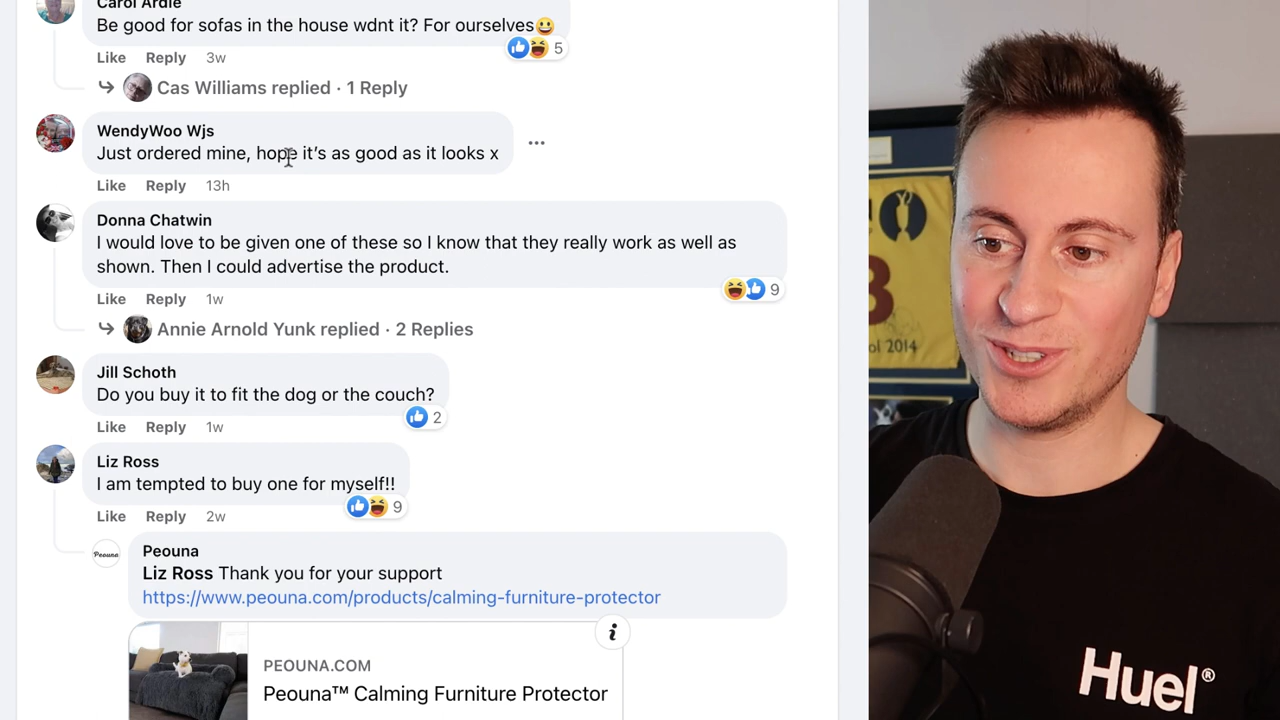 Carol Ardie
Be good for sofas in the house wdnt it? For ourselves😃
5
Like Reply 3w
Cas Williams replied · 1 Reply
WendyWoo Wjs
Just ordered mine, hope it's as good as it looks x
Like Reply 13h
Donna Chatwin
I would love to be given one of these so I know that they really work as well as
shown. Then I could advertise the product.
9
Like Reply 1w
Annie Arnold Yunk replied · 2 Replies
Jill Schoth
Do you buy it to fit the dog or the couch?
2
Like Reply 1w
Liz Ross
I am tempted to buy one for myself!!
9
Like Reply 2w
Peouna
Peouna
Liz Ross Thank you for your support
https://www.peouna.com/products/calming-furniture-protector
PEOUNA.COM
Peouna™ Calming Furniture Protector
8
ol 2014
Huel®